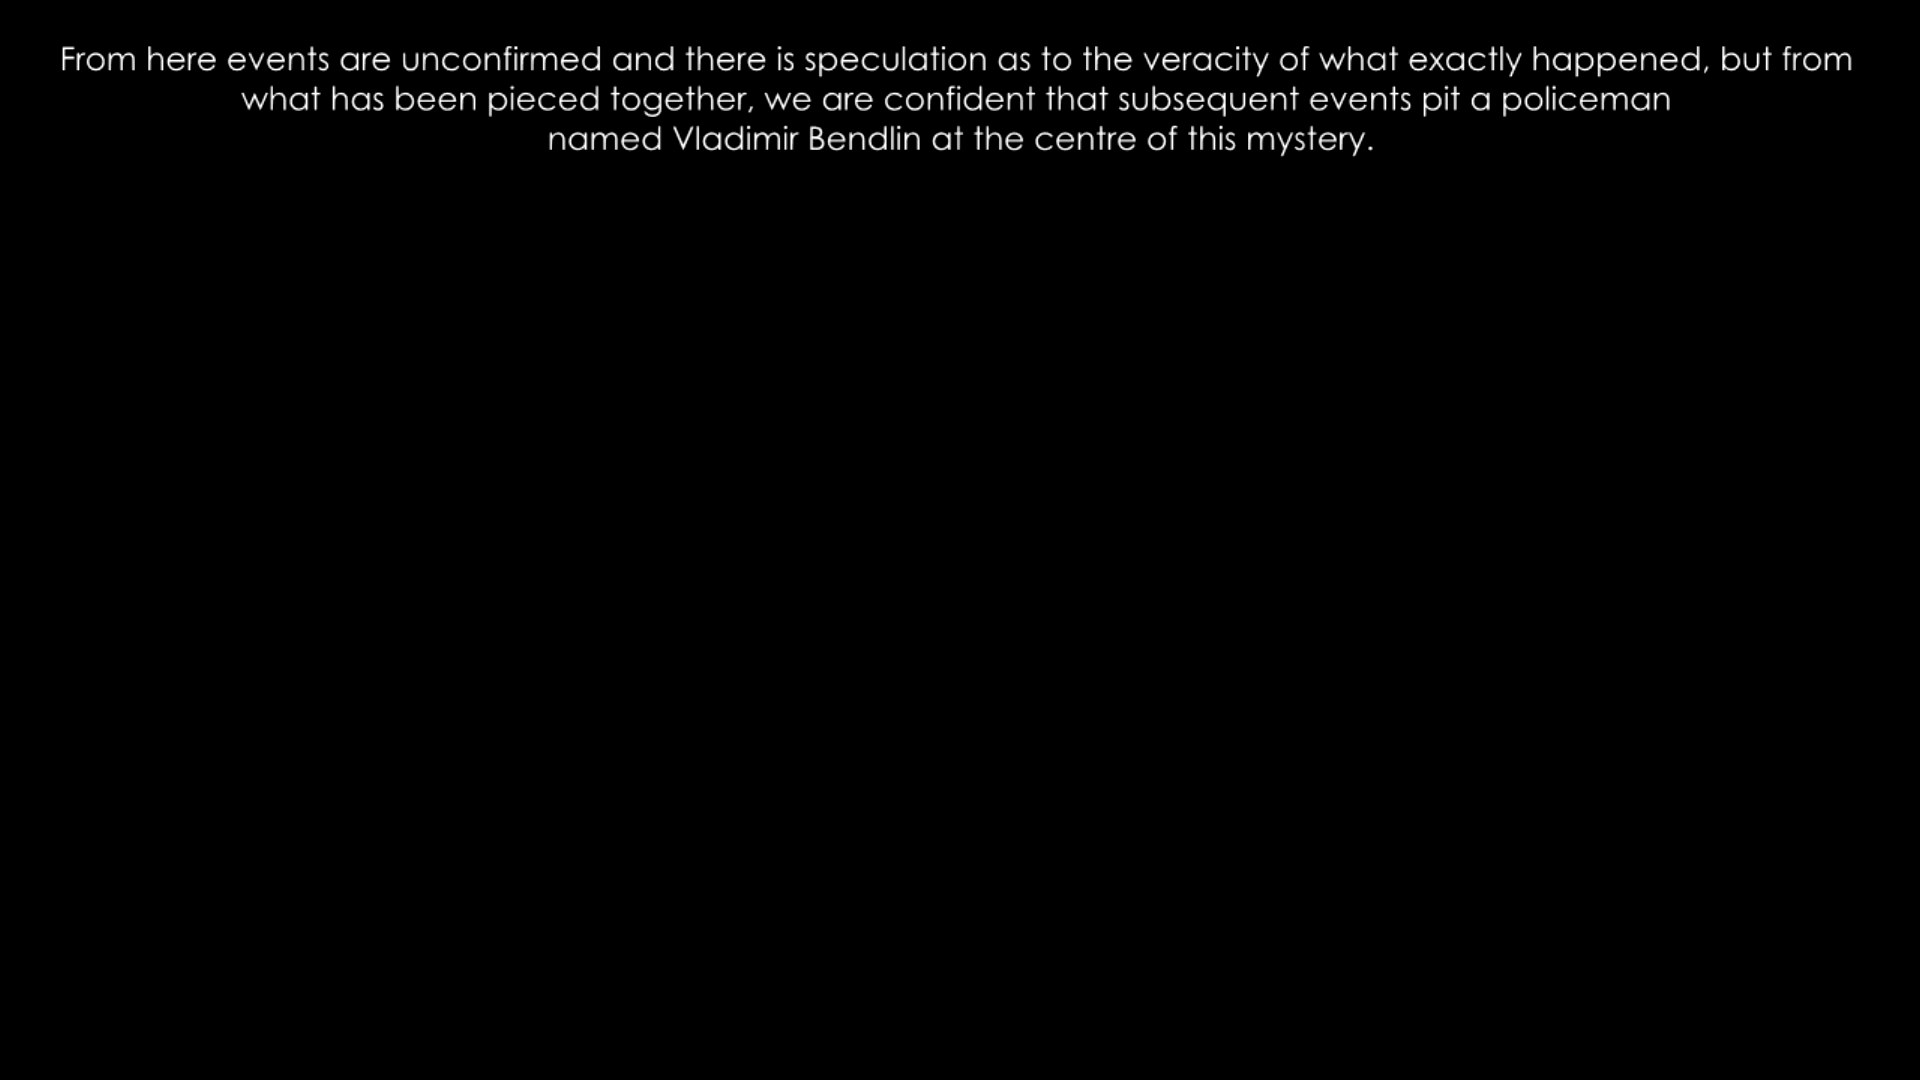 From here events are unconfirmed and there is speculation as to the veracity of what exactly happened, but from
what has been pieced together, we are confident that subsequent events pit a policeman
named Vladimir Bendlin at the centre of this mystery.